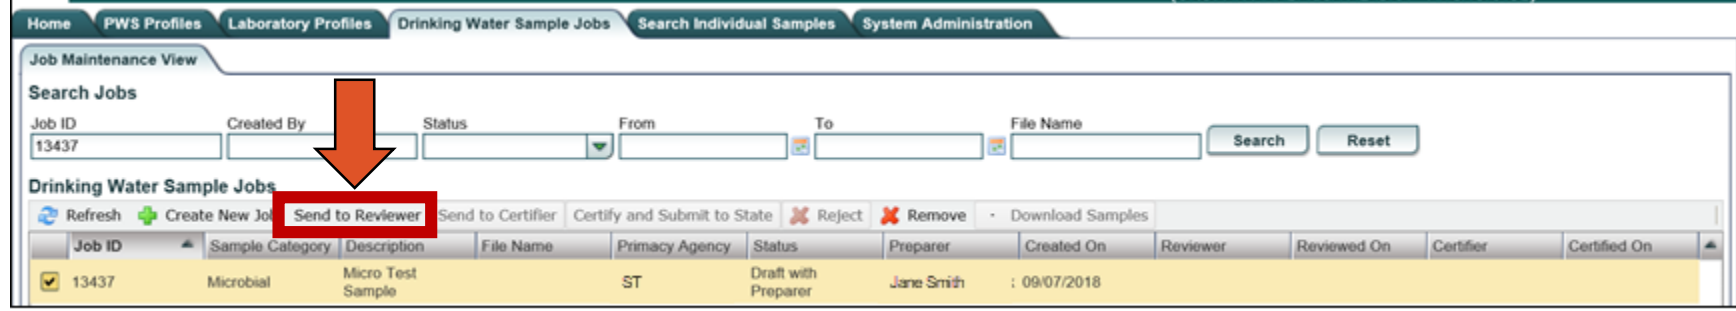 Home PWS Profiles Laboratory Profiles Drinking Water Sample Jobs Search Individual Samples System Administration
Job Maintenance View
Search Jobs
Job ID Created By Status From To File Name
13437 Search Reset
Drinking Water Sample Jobs
Refresh Create New Send to Reviewer Send to Certifier Certify and Submit to State Reject Remove Download Samples
Job ID Sample Category Description File Name Primacy Agency Status Preparer Created On Reviewer Reviewed On Certifier Certified On
13437 Microbial Micro Test Sample ST Draft with Preparer Jane Smith : 09/07/2018